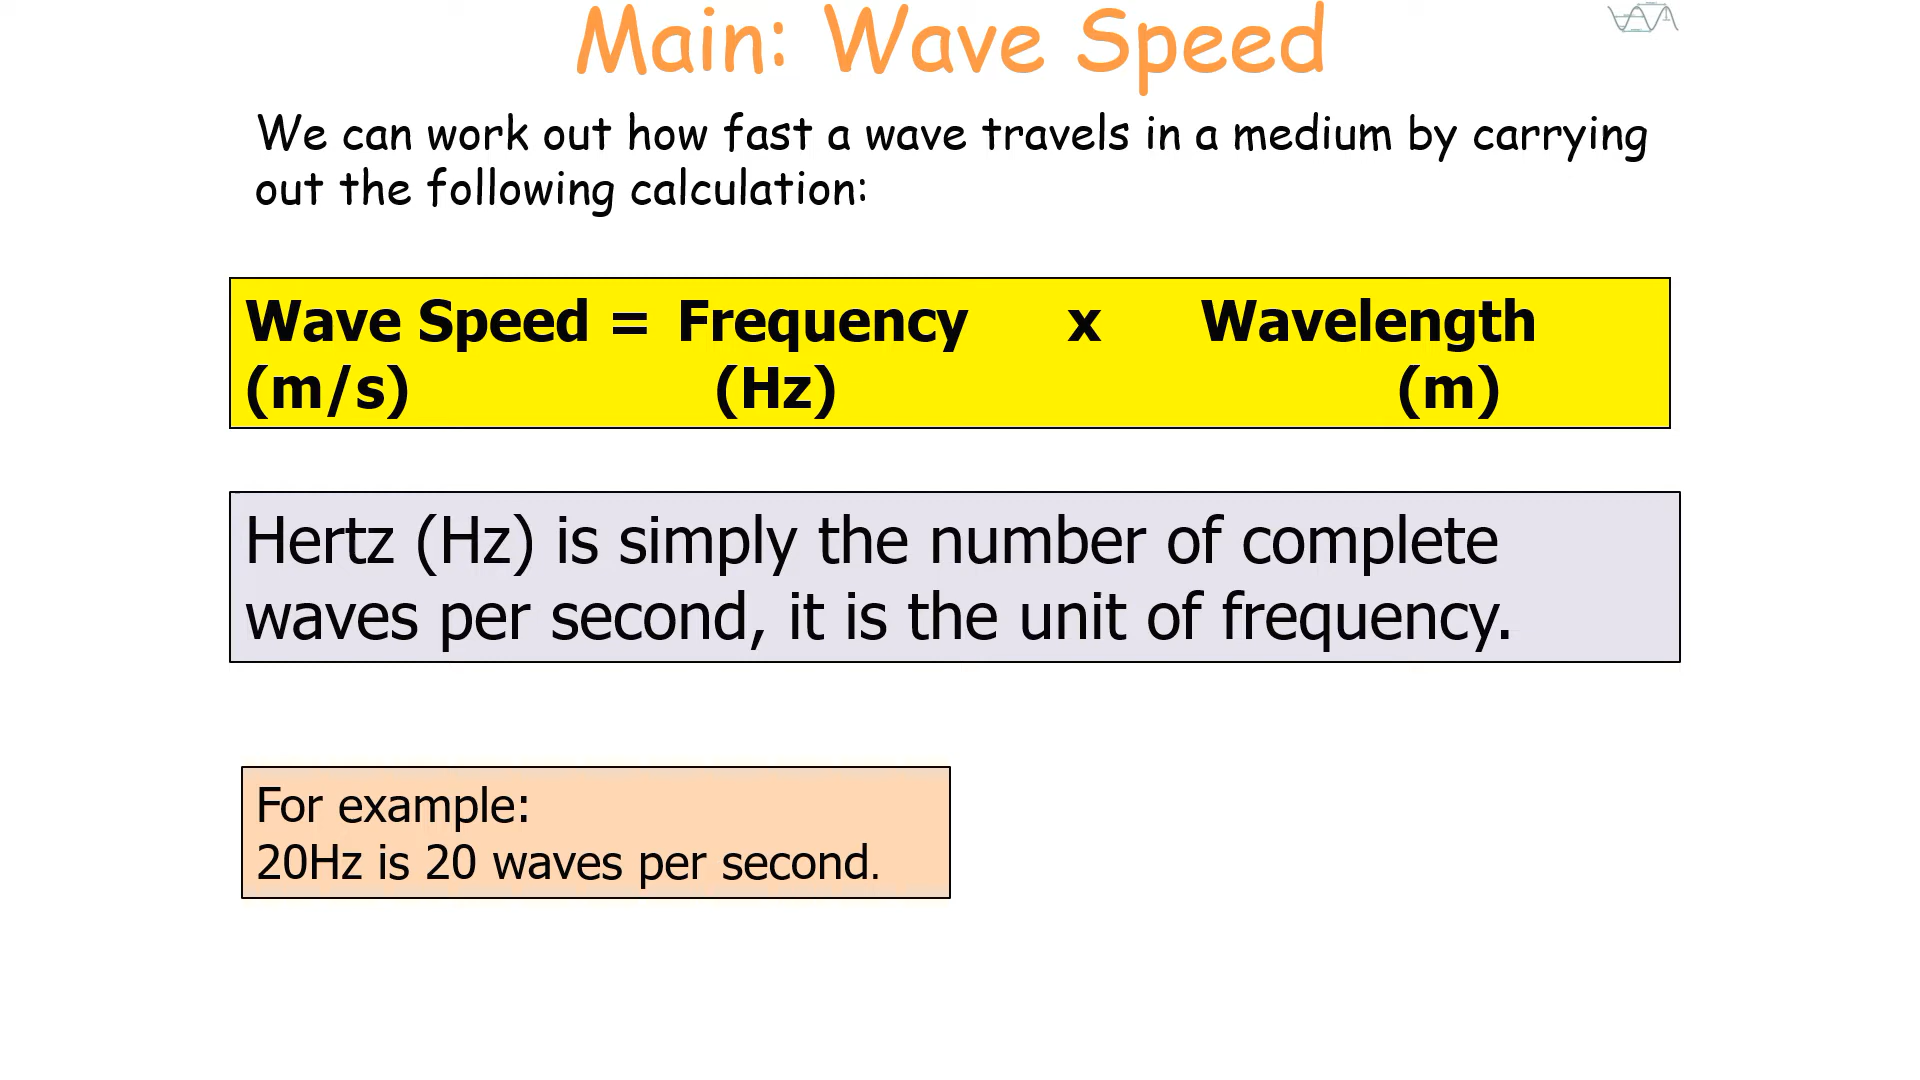 Main: Wave Speed
We can work out how fast a wave travels in a medium by carrying
out the following calculation:
Wave Speed = Frequency x Wavelength
(m/s) (Hz) (m)
Hertz (Hz) is simply the number of complete
waves per second, it is the unit of frequency.
For example:
20Hz is 20 waves per second.